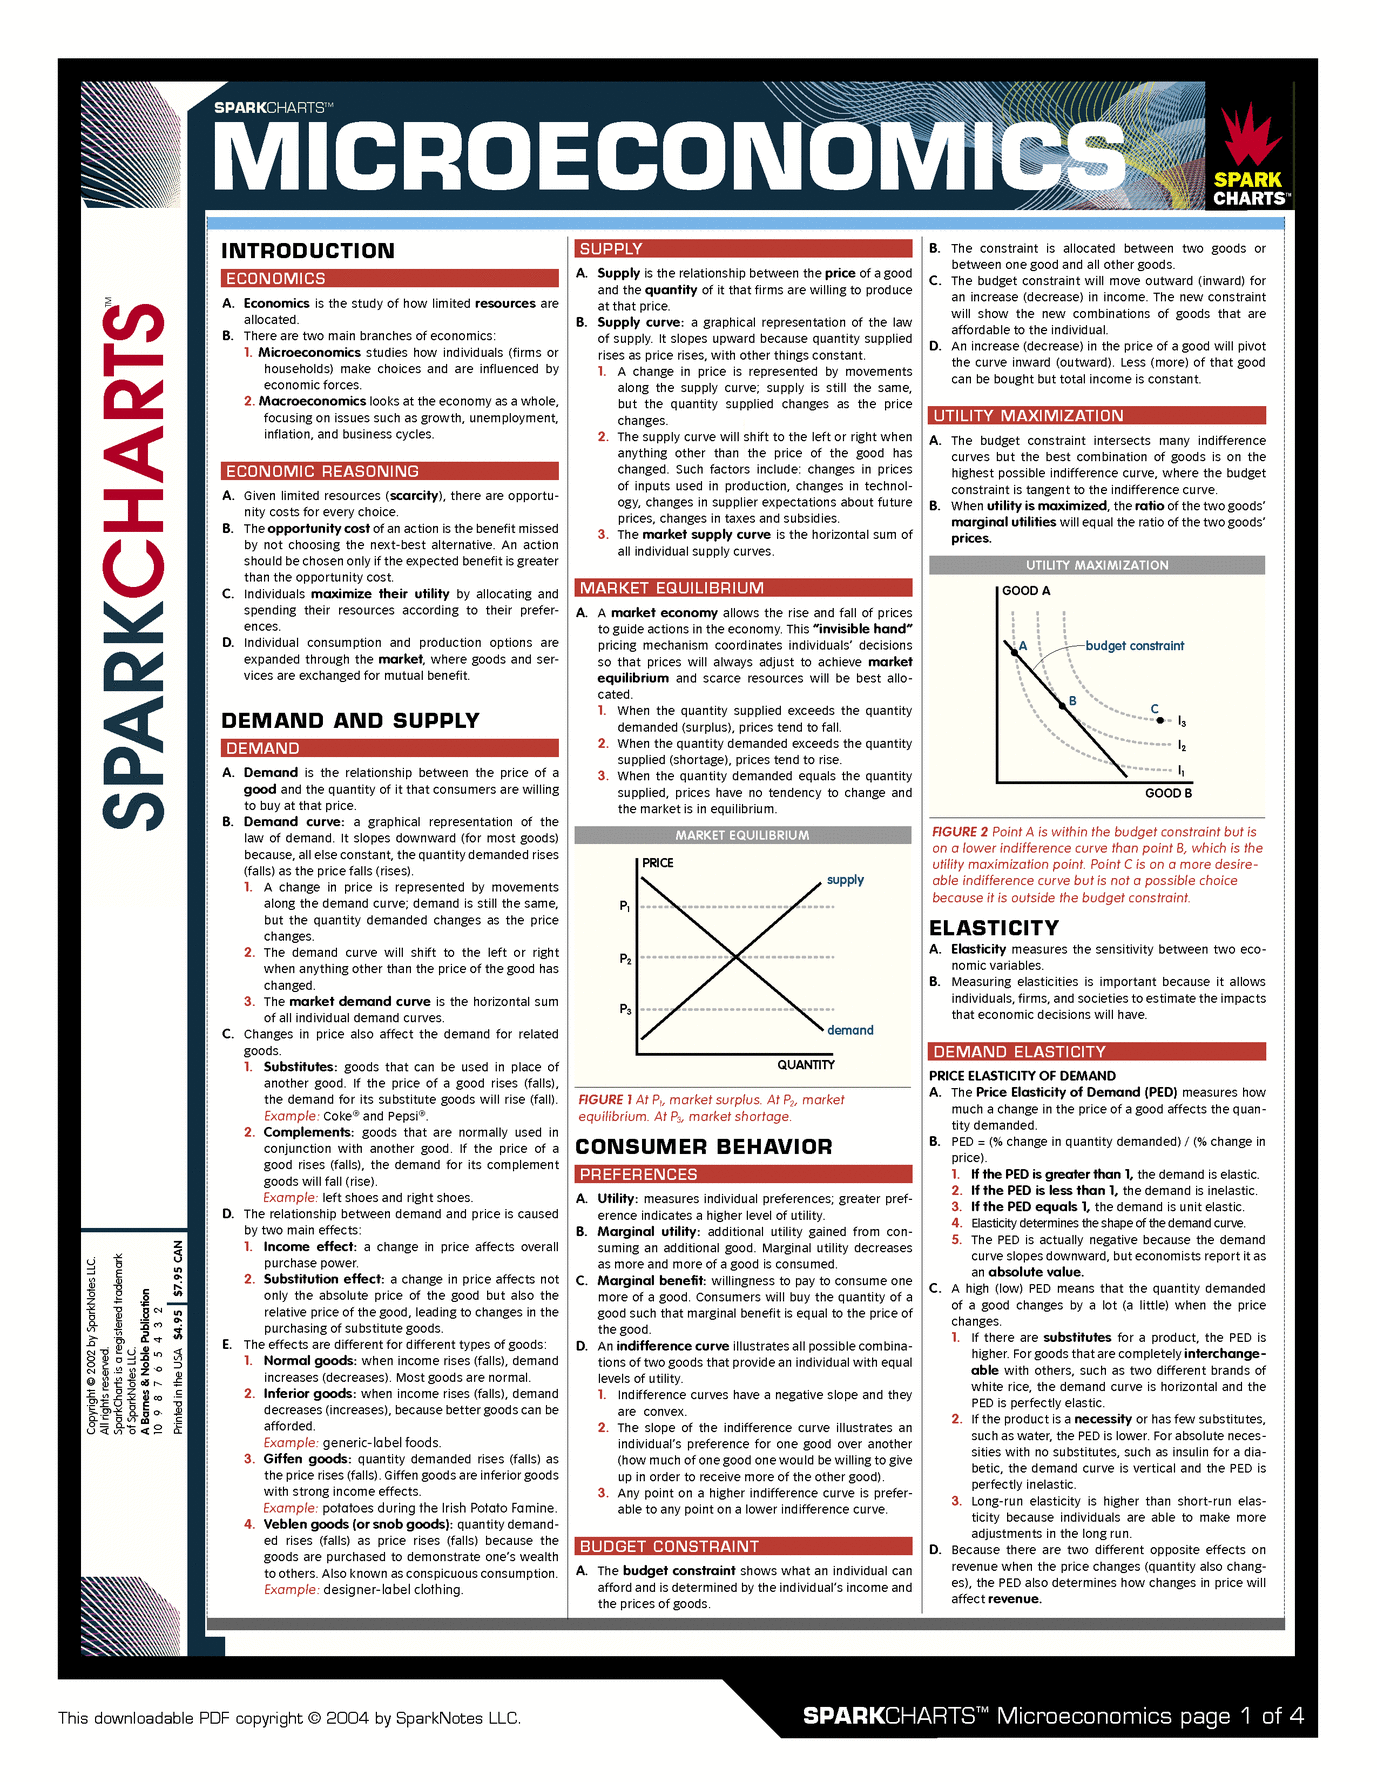 SPARKCHARTS™
MICROECONOMICS
SPARK
CHARTS™
SPARKCHARTS™
Copyright © 2002 by SparkNotes LLC.
All rights reserved.
SparkCharts is a registered trademark
of SparkNotes LLC.
A Barnes & Noble Publication
10 9 8 7 6 5 4 3 2
Printed in the USA $4.95 $7.95 CAN
INTRODUCTION
ECONOMICS
A. Economics is the study of how limited resources are
allocated.
B. There are two main branches of economics:
1. Microeconomics studies how individuals (firms or
households) make choices and are influenced by
economic forces.
2. Macroeconomics looks at the economy as a whole,
focusing on issues such as growth, unemployment,
inflation, and business cycles.
ECONOMIC REASONING
A. Given limited resources (scarcity), there are opportu-
nity costs for every choice.
B. The opportunity cost of an action is the benefit missed
by not choosing the next-best alternative. An action
should be chosen only if the expected benefit is greater
than the opportunity cost.
C. Individuals maximize their utility by allocating and
spending their resources according to their prefer-
ences.
D. Individual consumption and production options are
expanded through the market, where goods and ser-
vices are exchanged for mutual benefit.
DEMAND AND SUPPLY
DEMAND
A. Demand is the relationship between the price of a
good and the quantity of it that consumers are willing
to buy at that price.
B. Demand curve: a graphical representation of the
law of demand. It slopes downward (for most goods)
because, all else constant, the quantity demanded rises
(falls) as the price falls (rises).
1. A change in price is represented by movements
along the demand curve; demand is still the same,
but the quantity demanded changes as the price
changes.
2. The demand curve will shift to the left or right
when anything other than the price of the good has
changed.
3. The market demand curve is the horizontal sum
of all individual demand curves.
C. Changes in price also affect the demand for related
goods.
1. Substitutes: goods that can be used in place of
another good. If the price of a good rises (falls),
the demand for its substitute goods will rise (fall).
Example: Coke® and Pepsi®.
2. Complements: goods that are normally used in
conjunction with another good. If the price of a
good rises (falls), the demand for its complement
goods will fall (rise).
Example: left shoes and right shoes.
D. The relationship between demand and price is caused
by two main effects:
1. Income effect: a change in price affects overall
purchase power.
2. Substitution effect: a change in price affects not
only the absolute price of the good but also the
relative price of the good, leading to changes in the
purchasing of substitute goods.
E. The effects are different for different types of goods:
1. Normal goods: when income rises (falls), demand
increases (decreases). Most goods are normal.
2. Inferior goods: when income rises (falls), demand
decreases (increases), because better goods can be
afforded.
Example: generic-label foods.
3. Giffen goods: quantity demanded rises (falls) as
the price rises (falls). Giffen goods are inferior goods
with strong income effects.
Example: potatoes during the Irish Potato Famine.
4. Veblen goods (or snob goods): quantity demand-
ed rises (falls) as price rises (falls) because the
goods are purchased to demonstrate one's wealth
to others. Also known as conspicuous consumption.
Example: designer-label clothing.
SUPPLY
A. Supply is the relationship between the price of a good
and the quantity of it that firms are willing to produce
at that price.
B. Supply curve: a graphical representation of the law
of supply. It slopes upward because quantity supplied
rises as price rises, with other things constant.
1. A change in price is represented by movements
along the supply curve; supply is still the same,
but the quantity supplied changes as the price
changes.
2. The supply curve will shift to the left or right when
anything other than the price of the good has
changed. Such factors include: changes in prices
of inputs used in production, changes in technol-
ogy, changes in supplier expectations about future
prices, changes in taxes and subsidies.
3. The market supply curve is the horizontal sum of
all individual supply curves.
MARKET EQUILIBRIUM
A. A market economy allows the rise and fall of prices
to guide actions in the economy. This "invisible hand"
pricing mechanism coordinates individuals' decisions
so that prices will always adjust to achieve market
equilibrium and scarce resources will be best allo-
cated.
1. When the quantity supplied exceeds the quantity
demanded (surplus), prices tend to fall.
2. When the quantity demanded exceeds the quantity
supplied (shortage), prices tend to rise.
3. When the quantity demanded equals the quantity
supplied, prices have no tendency to change and
the market is in equilibrium.
MARKET EQUILIBRIUM
PRICE
supply
P1
P2
P3
demand
QUANTITY
FIGURE 1 At P1, market surplus. At P2, market
equilibrium. At P3, market shortage.
CONSUMER BEHAVIOR
PREFERENCES
A. Utility: measures individual preferences; greater pref-
erence indicates a higher level of utility.
B. Marginal utility: additional utility gained from con-
suming an additional good. Marginal utility decreases
as more and more of a good is consumed.
C. Marginal benefit: willingness to pay to consume one
more of a good. Consumers will buy the quantity of a
good such that marginal benefit is equal to the price of
the good.
D. An indifference curve illustrates all possible combina-
tions of two goods that provide an individual with equal
levels of utility.
1. Indifference curves have a negative slope and they
are convex.
2. The slope of the indifference curve illustrates an
individual's preference for one good over another
(how much of one good one would be willing to give
up in order to receive more of the other good).
3. Any point on a higher indifference curve is prefer-
able to any point on a lower indifference curve.
BUDGET CONSTRAINT
A. The budget constraint shows what an individual can
afford and is determined by the individual's income and
the prices of goods.
B. The constraint is allocated between two goods or
between one good and all other goods.
C. The budget constraint will move outward (inward) for
an increase (decrease) in income. The new constraint
will show the new combinations of goods that are
affordable to the individual.
D. An increase (decrease) in the price of a good will pivot
the curve inward (outward). Less (more) of that good
can be bought but total income is constant.
UTILITY MAXIMIZATION
A. The budget constraint intersects many indifference
curves but the best combination of goods is on the
highest possible indifference curve, where the budget
constraint is tangent to the indifference curve.
B. When utility is maximized, the ratio of the two goods'
marginal utilities will equal the ratio of the two goods'
prices.
UTILITY MAXIMIZATION
GOOD A
A
budget constraint
B
C
I3
I2
I1
GOOD B
FIGURE 2 Point A is within the budget constraint but is
on a lower indifference curve than point B, which is the
utility maximization point. Point C is on a more desire-
able indifference curve but is not a possible choice
because it is outside the budget constraint.
ELASTICITY
A. Elasticity measures the sensitivity between two eco-
nomic variables.
B. Measuring elasticities is important because it allows
individuals, firms, and societies to estimate the impacts
that economic decisions will have.
DEMAND ELASTICITY
PRICE ELASTICITY OF DEMAND
A. The Price Elasticity of Demand (PED) measures how
much a change in the price of a good affects the quan-
tity demanded.
B. PED = (% change in quantity demanded) / (% change in
price).
1. If the PED is greater than 1, the demand is elastic.
2. If the PED is less than 1, the demand is inelastic.
3. If the PED equals 1, the demand is unit elastic.
4. Elasticity determines the shape of the demand curve.
5. The PED is actually negative because the demand
curve slopes downward, but economists report it as
an absolute value.
C. A high (low) PED means that the quantity demanded
of a good changes by a lot (a little) when the price
changes.
1. If there are substitutes for a product, the PED is
higher. For goods that are completely interchange-
able with others, such as two different brands of
white rice, the demand curve is horizontal and the
PED is perfectly elastic.
2. If the product is a necessity or has few substitutes,
such as water, the PED is lower. For absolute neces-
sities with no substitutes, such as insulin for a dia-
betic, the demand curve is vertical and the PED is
perfectly inelastic.
3. Long-run elasticity is higher than short-run elas-
ticity because individuals are able to make more
adjustments in the long run.
D. Because there are two different opposite effects on
revenue when the price changes (quantity also chang-
es), the PED also determines how changes in price will
affect revenue.
This downloadable PDF copyright © 2004 by SparkNotes LLC.
SPARKCHARTS™ Microeconomics page 1 of 4